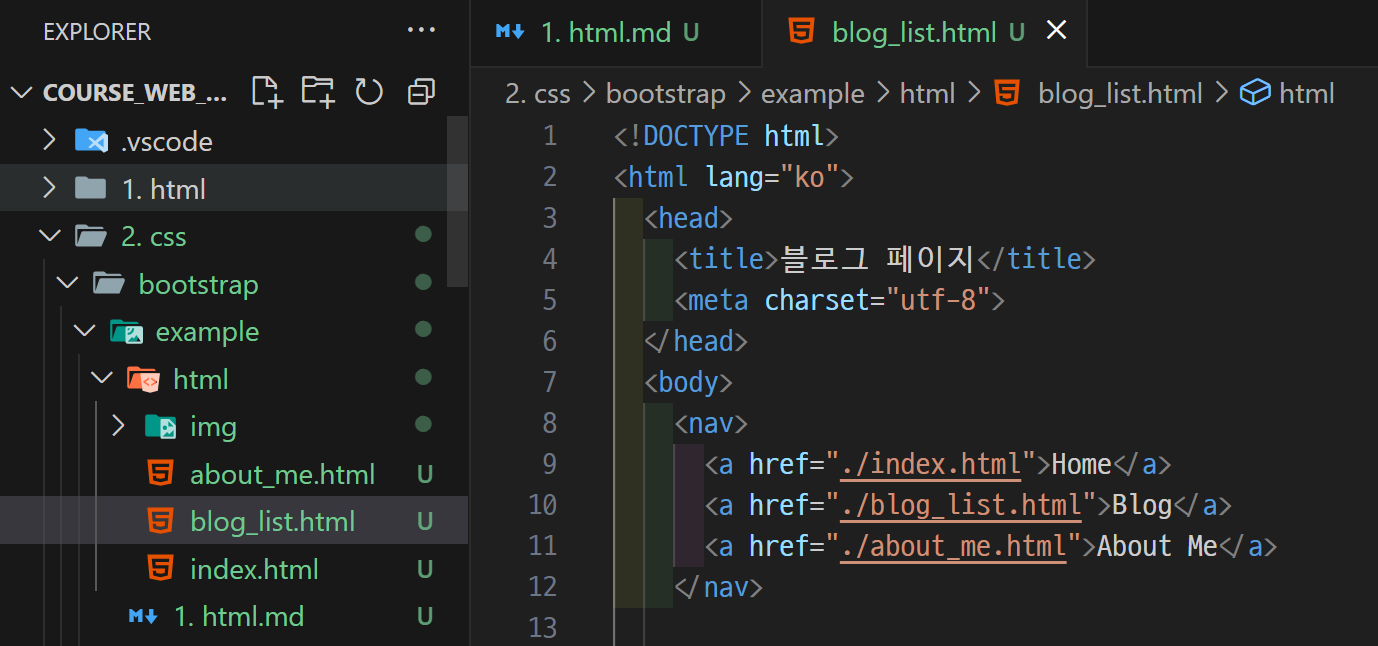 EXPLORER ...
COURSE_WEB_...
.vscode
1. html
2. css
bootstrap
example
html
img
about_me.html U
blog_list.html U
index.html U
1. html.md U
1. html.md U blog_list.html U
2. css > bootstrap > example > html > blog_list.html > html
1 <!DOCTYPE html>
2 <html lang="ko">
3 <head>
4 <title>블로그 페이지</title>
5 <meta charset="utf-8">
6 </head>
7 <body>
8 <nav>
9 <a href="./index.html">Home</a>
10 <a href="./blog_list.html">Blog</a>
11 <a href="./about_me.html">About Me</a>
12 </nav>
13